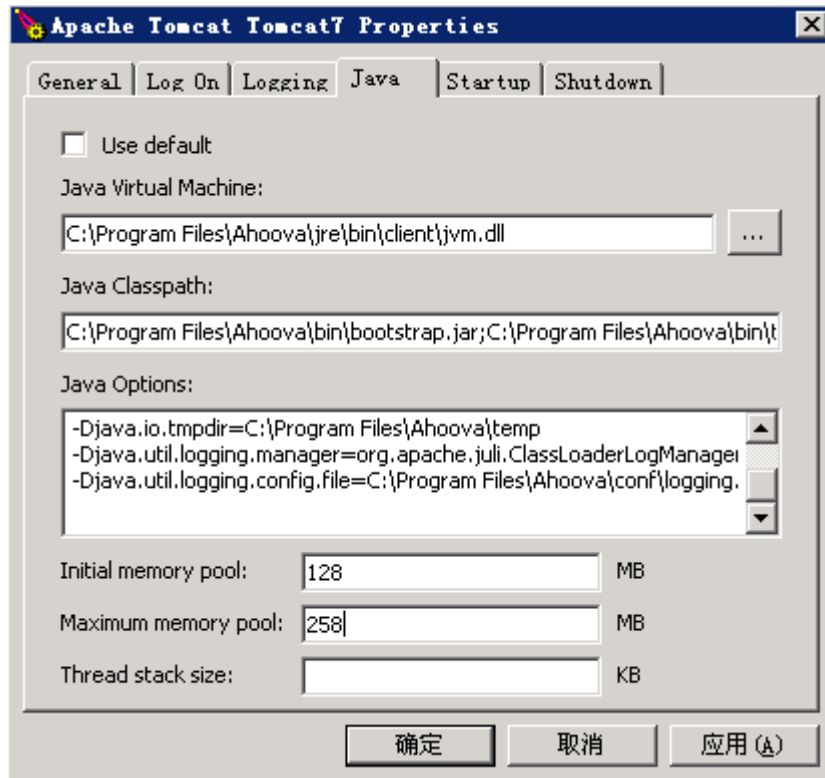 Apache Tomcat Tomcat7 Properties
General Log On Logging Java Startup Shutdown
Use default
Java Virtual Machine:
C:\Program Files\Ahoova\jre\bin\client\jvm.dll ...
Java Classpath:
C:\Program Files\Ahoova\bin\bootstrap.jar;C:\Program Files\Ahoova\bin\t
Java Options:
-Djava.io.tmpdir=C:\Program Files\Ahoova\temp
-Djava.util.logging.manager=org.apache.juli.ClassLoaderLogManager
-Djava.util.logging.config.file=C:\Program Files\Ahoova\conf\logging.
Initial memory pool: 128 MB
Maximum memory pool: 258 MB
Thread stack size: KB
确定 取消 应用(A)